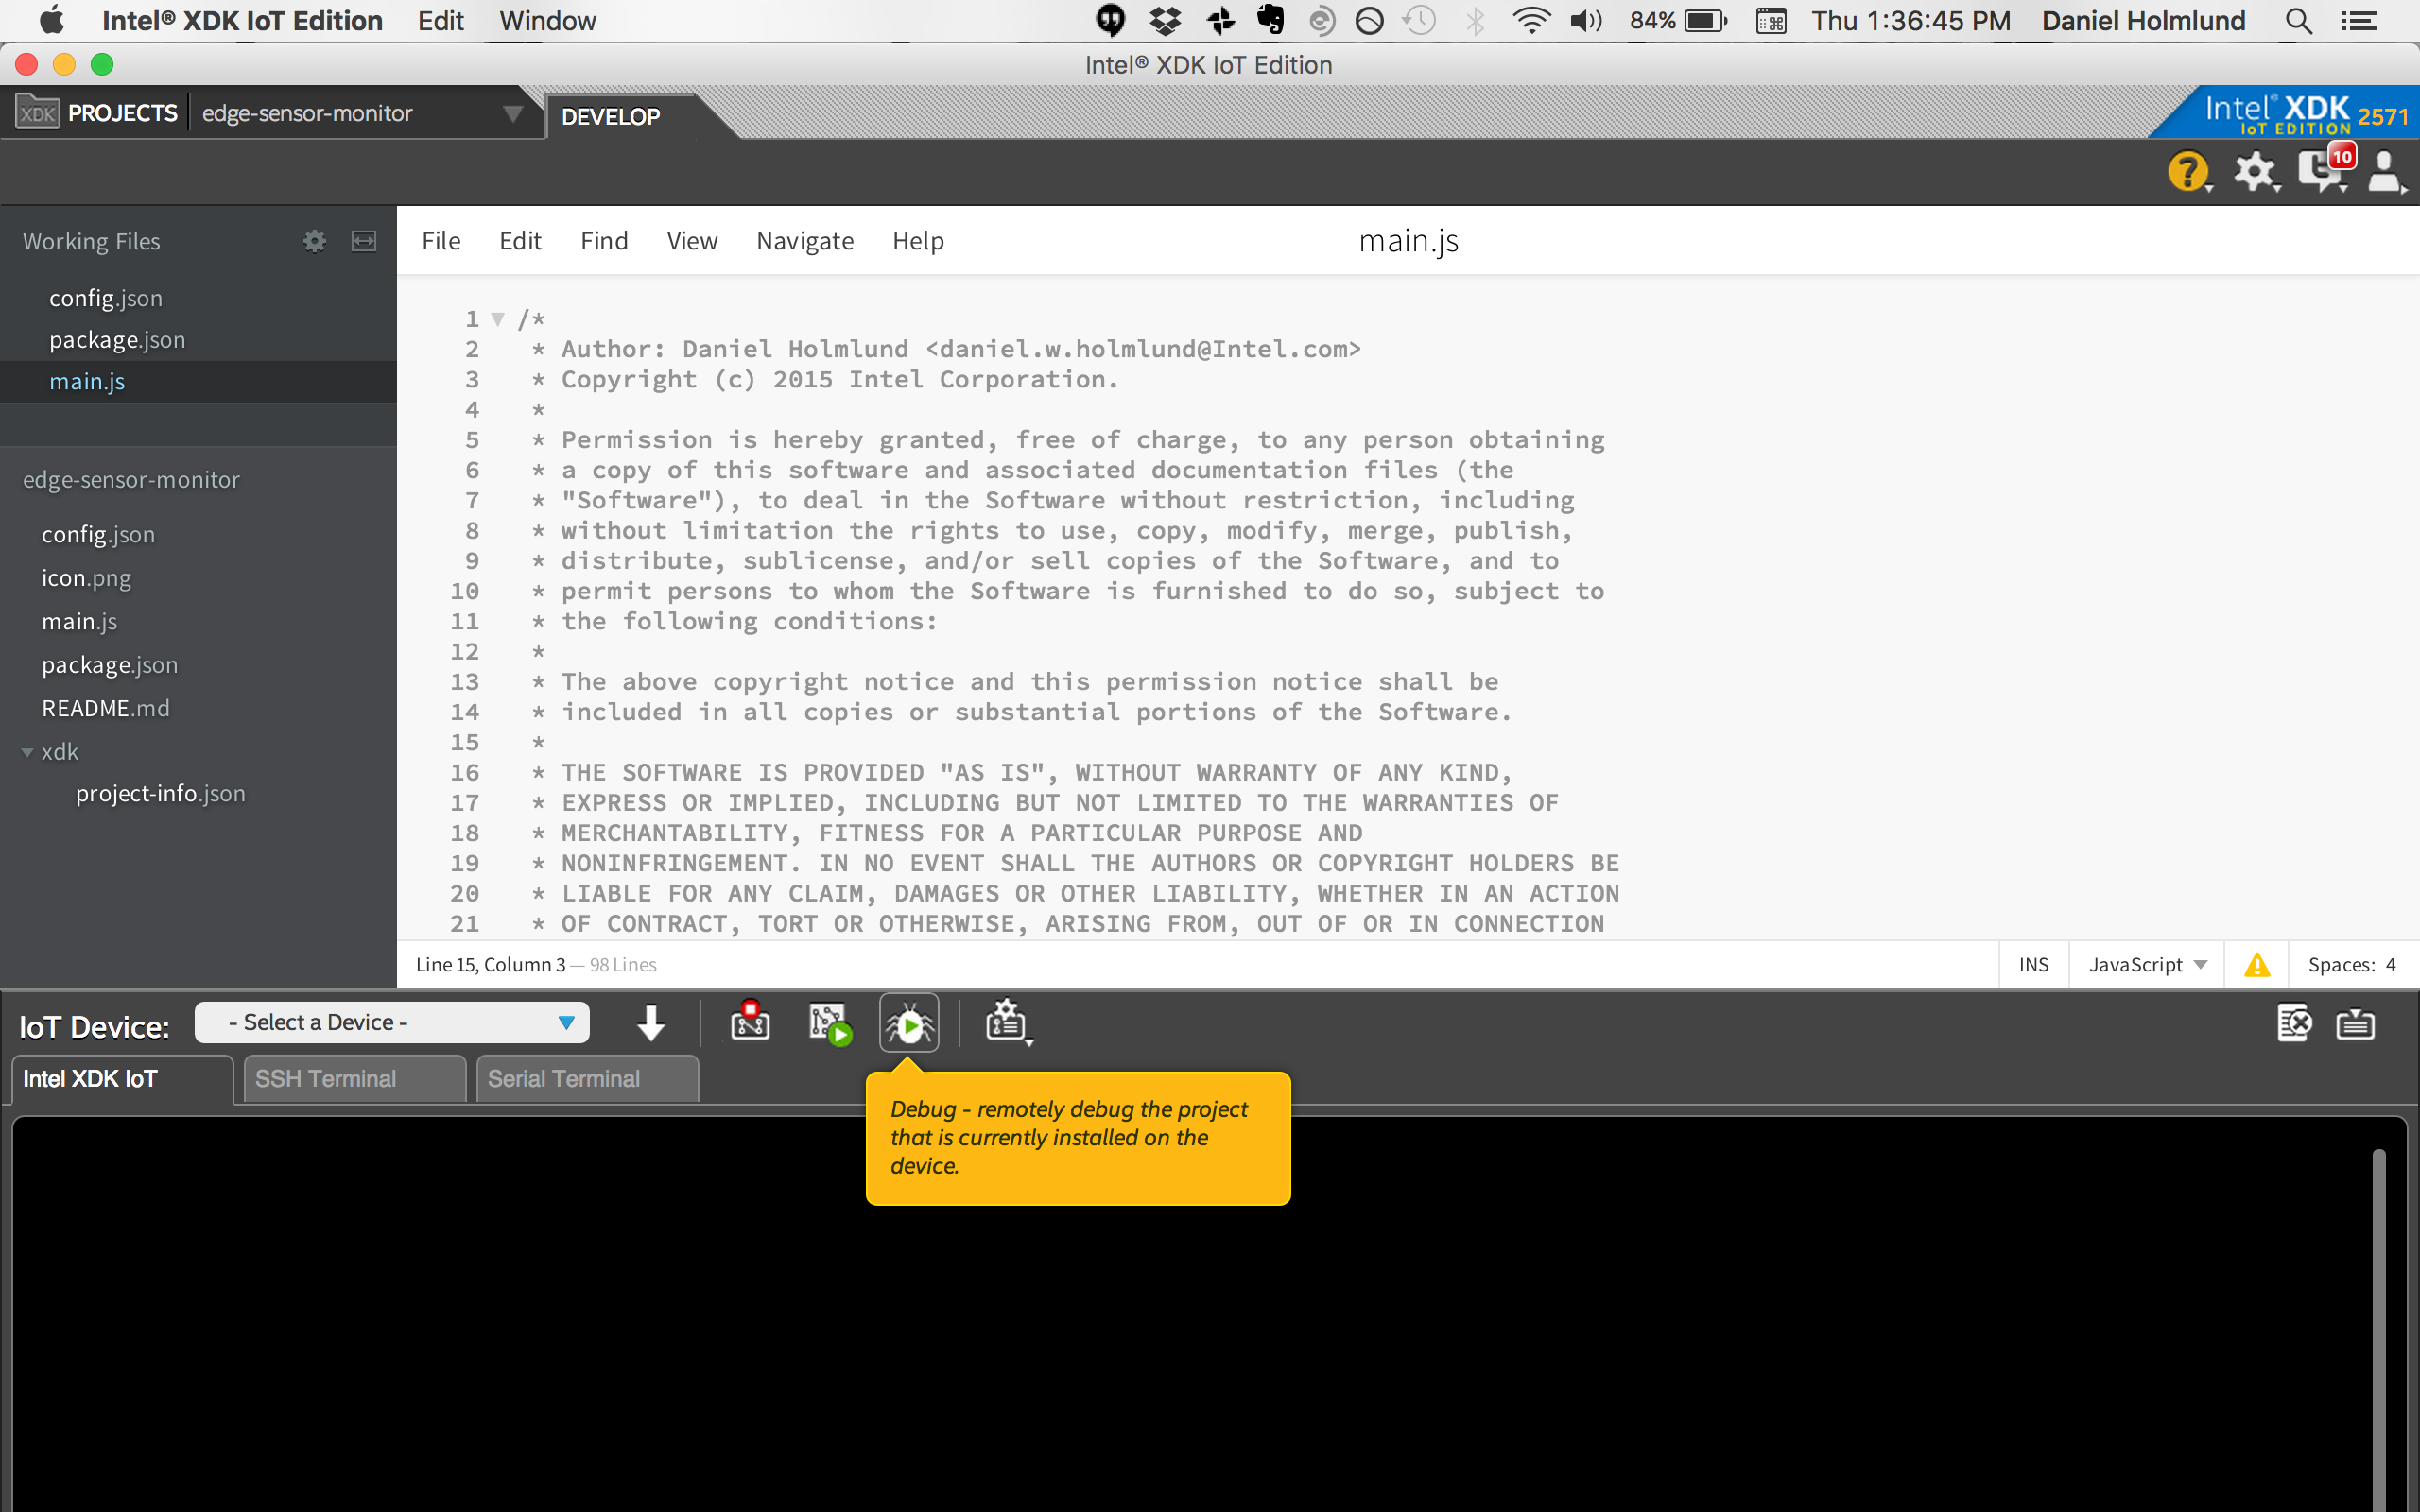 Intel® XDK IoT Edition Edit Window 84% Thu 1:36:45 PM Daniel Holmlund
Intel® XDK IoT Edition
XDK PROJECTS edge-sensor-monitor DEVELOP Intel® XDK
IoT EDITION 2571
? 10
Working Files
File Edit Find View Navigate Help main.js
config.json
package.json
main.js
edge-sensor-monitor
config.json
icon.png
main.js
package.json
README.md
xdk
project-info.json
1 /*
2 * Author: Daniel Holmlund <daniel.w.holmlund@Intel.com>
3 * Copyright (c) 2015 Intel Corporation.
4 *
5 * Permission is hereby granted, free of charge, to any person obtaining
6 * a copy of this software and associated documentation files (the
7 * "Software"), to deal in the Software without restriction, including
8 * without limitation the rights to use, copy, modify, merge, publish,
9 * distribute, sublicense, and/or sell copies of the Software, and to
10 * permit persons to whom the Software is furnished to do so, subject to
11 * the following conditions:
12 *
13 * The above copyright notice and this permission notice shall be
14 * included in all copies or substantial portions of the Software.
15 *
16 * THE SOFTWARE IS PROVIDED "AS IS", WITHOUT WARRANTY OF ANY KIND,
17 * EXPRESS OR IMPLIED, INCLUDING BUT NOT LIMITED TO THE WARRANTIES OF
18 * MERCHANTABILITY, FITNESS FOR A PARTICULAR PURPOSE AND
19 * NONINFRINGEMENT. IN NO EVENT SHALL THE AUTHORS OR COPYRIGHT HOLDERS BE
20 * LIABLE FOR ANY CLAIM, DAMAGES OR OTHER LIABILITY, WHETHER IN AN ACTION
21 * OF CONTRACT, TORT OR OTHERWISE, ARISING FROM, OUT OF OR IN CONNECTION
Line 15, Column 3 — 98 Lines INS JavaScript Spaces: 4
IoT Device: - Select a Device -
Intel XDK IoT SSH Terminal Serial Terminal
Debug - remotely debug the project
that is currently installed on the
device.